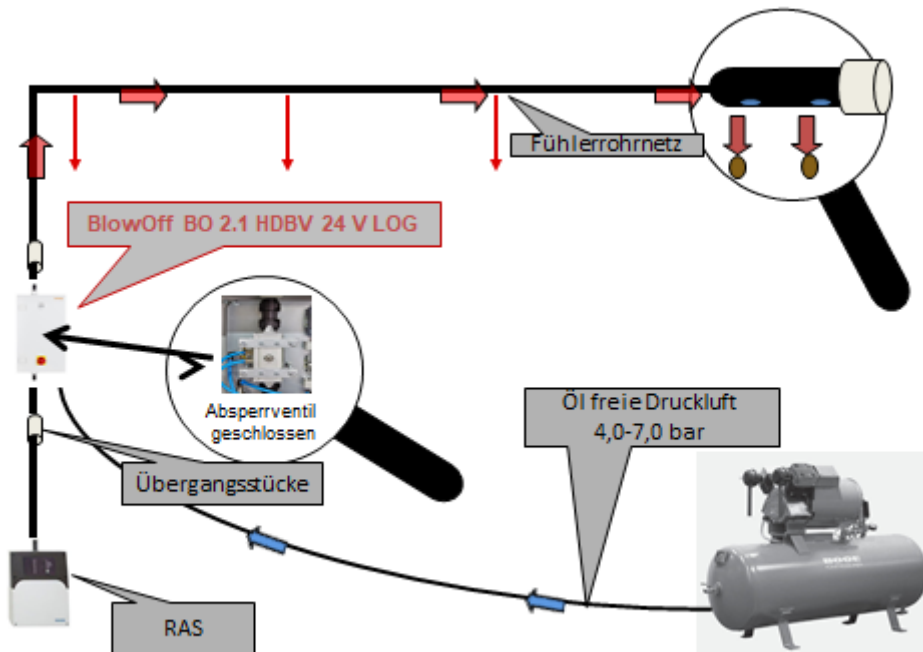 Fühlerrohrnetz
BlowOff BO 2.1 HDBV 24 V LOG
Absperrventil
geschlossen
Öl freie Druckluft
4,0-7,0 bar
Übergangsstücke
BOGE
RAS